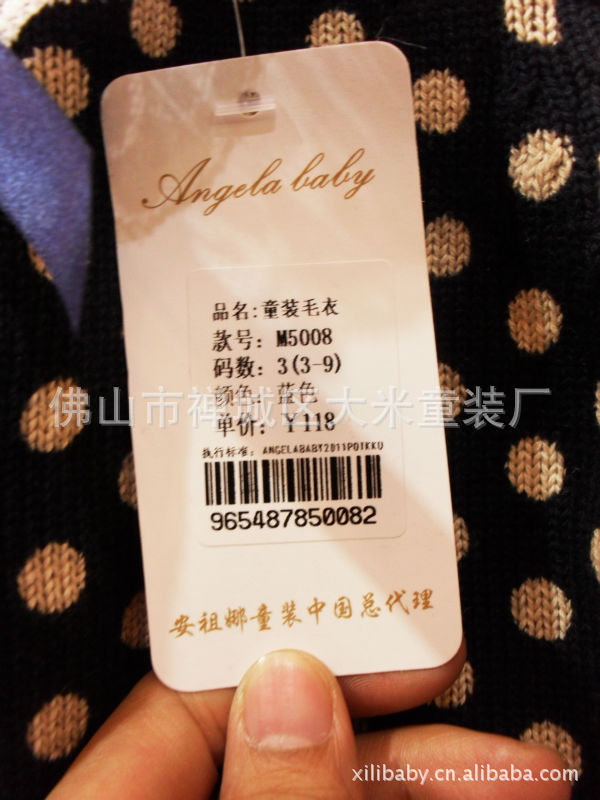 Angela baby
品名:童装毛衣
款号: M5008
码数: 3(3-9)
颜色: 蓝色
单价: ¥118
执行标准: ANGELABABY2011POIKKU
965487850082
安祖娜童装中国总代理
佛山市禅城区大米童装厂
xilibaby.cn.alibaba.com